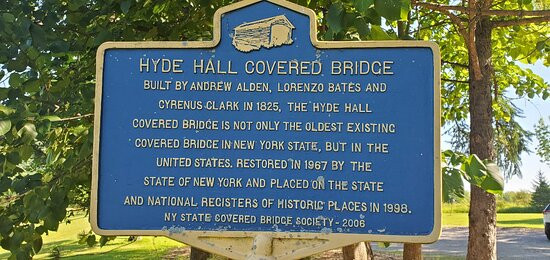 HYDE HALL COVERED BRIDGE
BUILT BY ANDREW ALDEN, LORENZO BATES AND
CYRENUS CLARK IN 1825, THE HYDE HALL
COVERED BRIDGE IS NOT ONLY THE OLDEST EXISTING
COVERED BRIDGE IN NEW YORK STATE, BUT IN THE
UNITED STATES. RESTORED IN 1967 BY THE
STATE OF NEW YORK AND PLACED ON THE STATE
AND NATIONAL REGISTERS OF HISTORIC PLACES IN 1998.
NY STATE COVERED BRIDGE SOCIETY - 2006